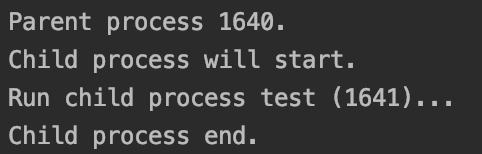 Parent process 1640.
Child process will start.
Run child process test (1641)...
Child process end.